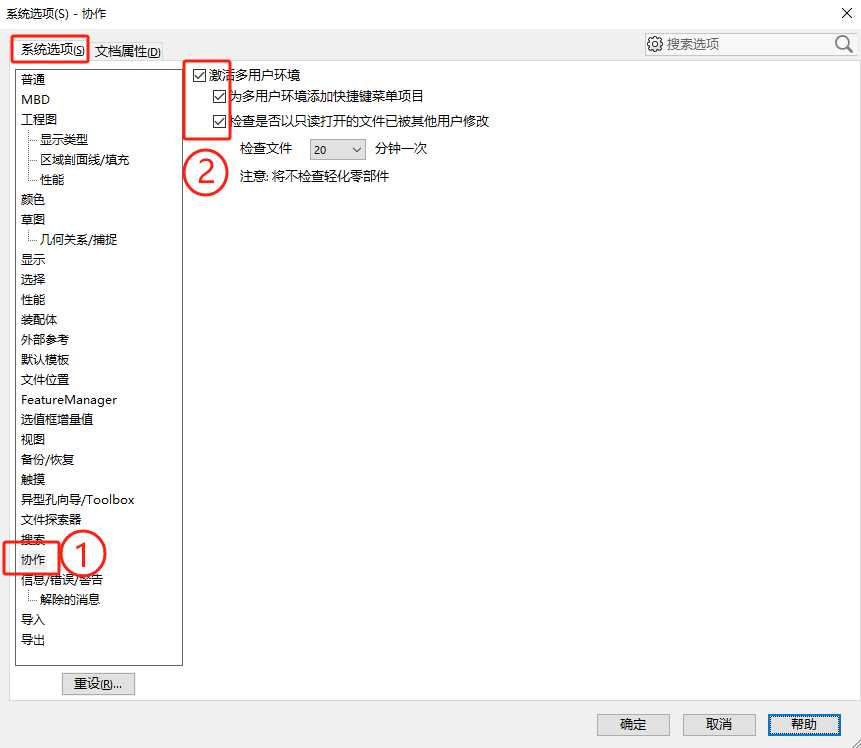 系统选项(S) - 协作
系统选项(S) 文档属性(D)
搜索选项
普通
MBD
工程图
显示类型
区域剖面线/填充
性能
颜色
草图
几何关系/捕捉
显示
选择
性能
装配体
外部参考
默认模板
文件位置
FeatureManager
选值框增量值
视图
备份/恢复
触摸
异型孔向导/Toolbox
文件探索器
搜索
协作
1
信息/错误/警告
解除的消息
导入
导出
重设(R)...
激活多用户环境
为多用户环境添加快捷键菜单项目
检查是否以只读打开的文件已被其他用户修改
检查文件 20 分钟一次
2
注意: 将不检查轻化零部件
确定 取消 帮助